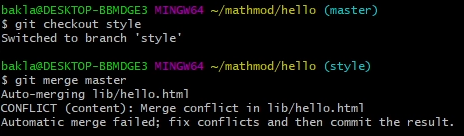 bakla@DESKTOP-BBMDGE3 MINGW64 ~/mathmod/hello (master)
$ git checkout style
Switched to branch 'style'
bakla@DESKTOP-BBMDGE3 MINGW64 ~/mathmod/hello (style)
$ git merge master
Auto-merging lib/hello.html
CONFLICT (content): Merge conflict in lib/hello.html
Automatic merge failed; fix conflicts and then commit the result.